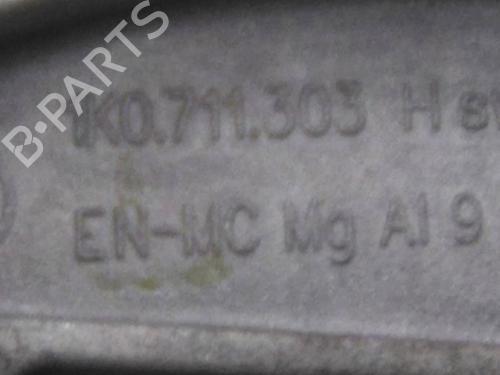 B-PARTS
1K0.711.303 H
EN-MC Mg Al 9